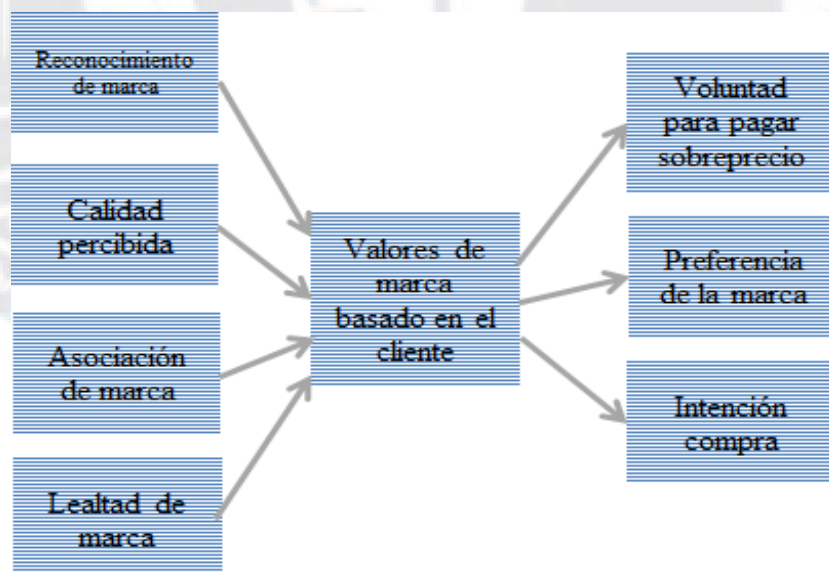 Reconocimiento
de marca
Calidad
percibida
Asociación
de marca
Lealtad de
marca
Valores de
marca
basado en el
cliente
Voluntad
para pagar
sobreprecio
Preferencia
de la marca
Intención
compra